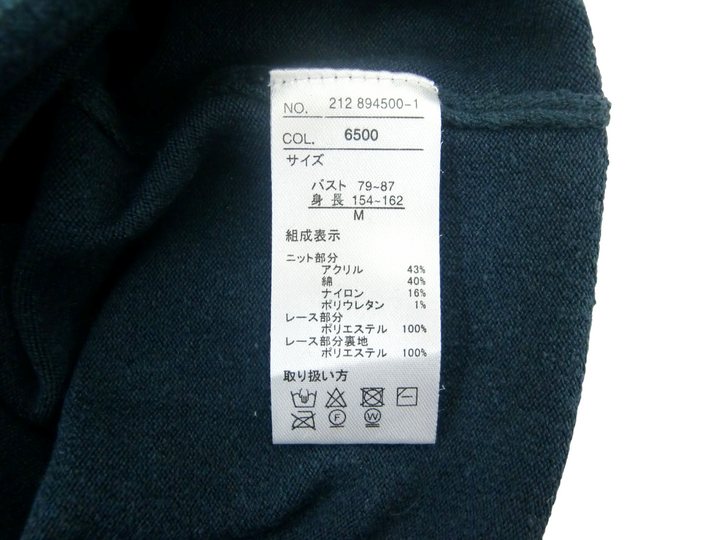 NO. 212 894500-1
COL. 6500
サイズ
バスト 79~87
身長 154~162
M
組成表示
ニット部分
アクリル 43%
綿 40%
ナイロン 16%
ポリウレタン 1%
レース部分
ポリエステル 100%
レース部分裏地
ポリエステル 100%
取り扱い方
F W